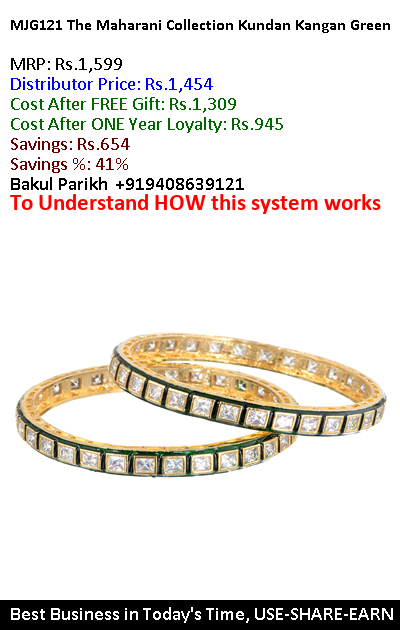 MJG121 The Maharani Collection Kundan Kangan Green
MRP: Rs.1,599
Distributor Price: Rs.1,454
Cost After FREE Gift: Rs.1,309
Cost After ONE Year Loyalty: Rs.945
Savings: Rs.654
Savings %: 41%
Bakul Parikh +919408639121
To Understand HOW this system works
Best Business in Today's Time, USE-SHARE-EARN